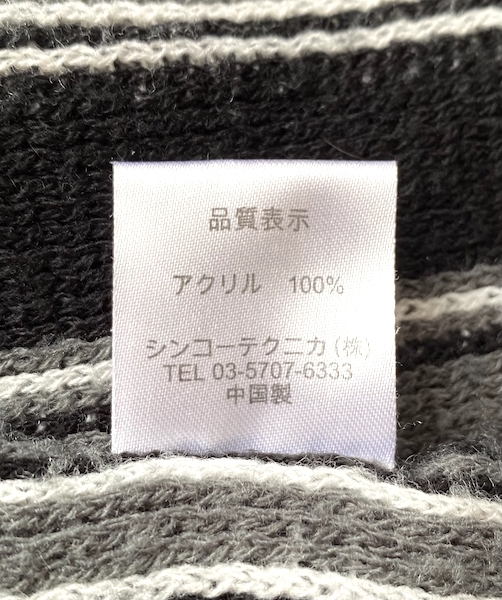 品質表示
アクリル　100%
シンコーテクニカ(株)
TEL 03-5707-6333
中国製